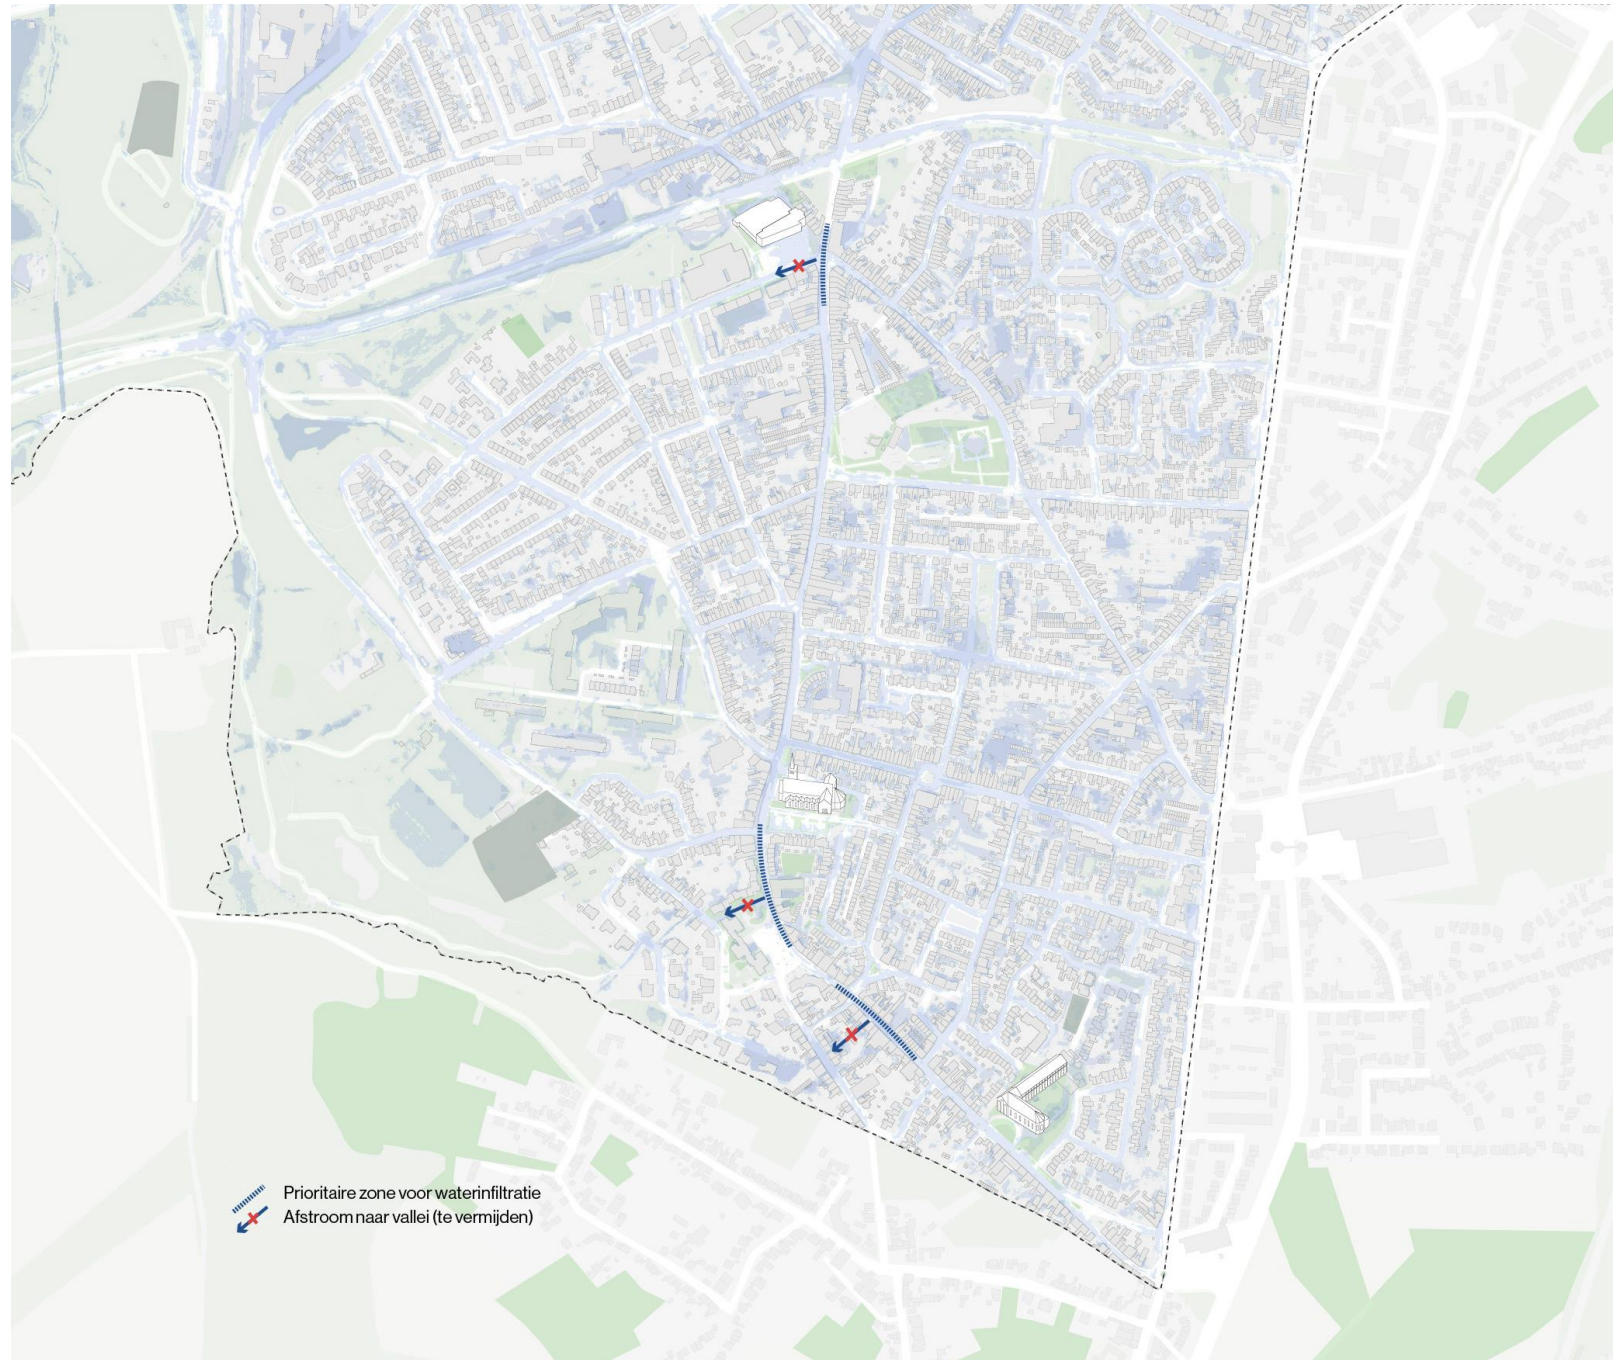 Prioritaire zone voor waterinfiltratie
Afstroom naar vallei (te vermijden)